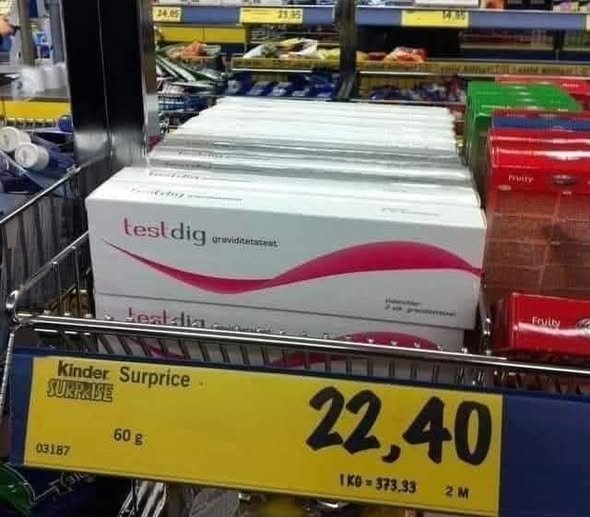 24,95
23,95
14,95
testdig graviditetstest
testdig
Fruity
Fruity
Kinder Surprice
SURPRISE
22,40
60 g
03187
1 KG = 373,33
2 M